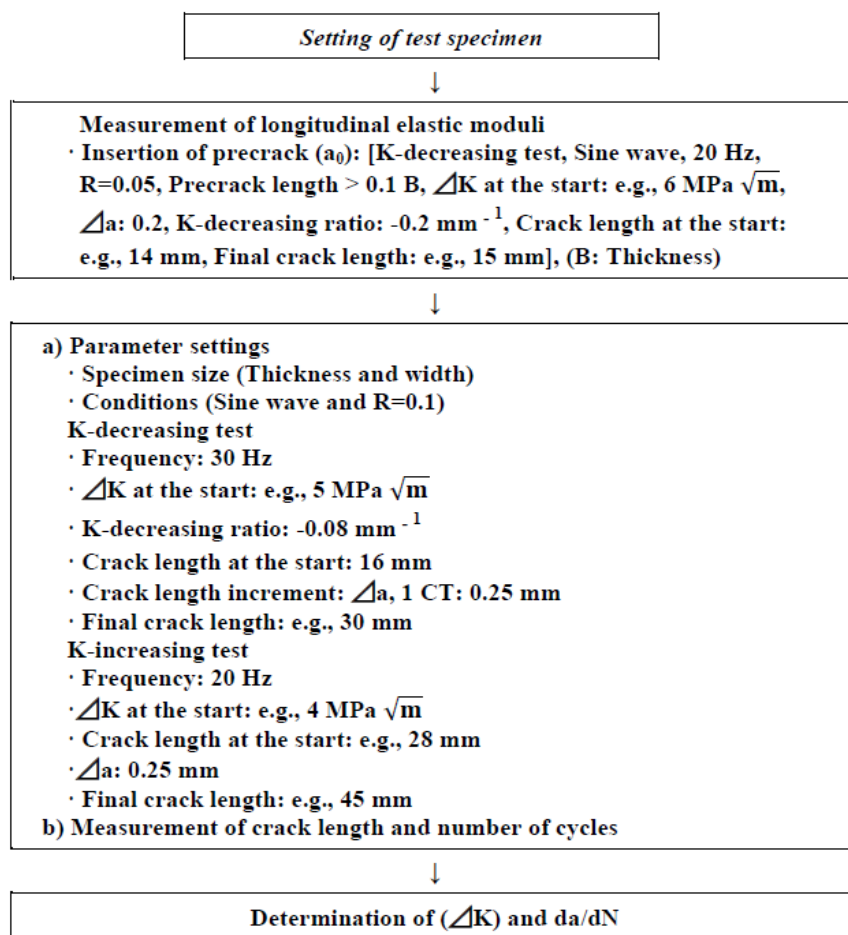 Setting of test specimen
↓
Measurement of longitudinal elastic moduli
· Insertion of precrack (a₀): [K-decreasing test, Sine wave, 20 Hz,
R=0.05, Precrack length > 0.1 B, ⊿K at the start: e.g., 6 MPa √m,
⊿a: 0.2, K-decreasing ratio: -0.2 mm ⁻¹, Crack length at the start:
e.g., 14 mm, Final crack length: e.g., 15 mm], (B: Thickness)
↓
a) Parameter settings
· Specimen size (Thickness and width)
· Conditions (Sine wave and R=0.1)
K-decreasing test
· Frequency: 30 Hz
· ⊿K at the start: e.g., 5 MPa √m
· K-decreasing ratio: -0.08 mm ⁻¹
· Crack length at the start: 16 mm
· Crack length increment: ⊿a, 1 CT: 0.25 mm
· Final crack length: e.g., 30 mm
K-increasing test
· Frequency: 20 Hz
·⊿K at the start: e.g., 4 MPa √m
· Crack length at the start: e.g., 28 mm
·⊿a: 0.25 mm
· Final crack length: e.g., 45 mm
b) Measurement of crack length and number of cycles
↓
Determination of (⊿K) and da/dN